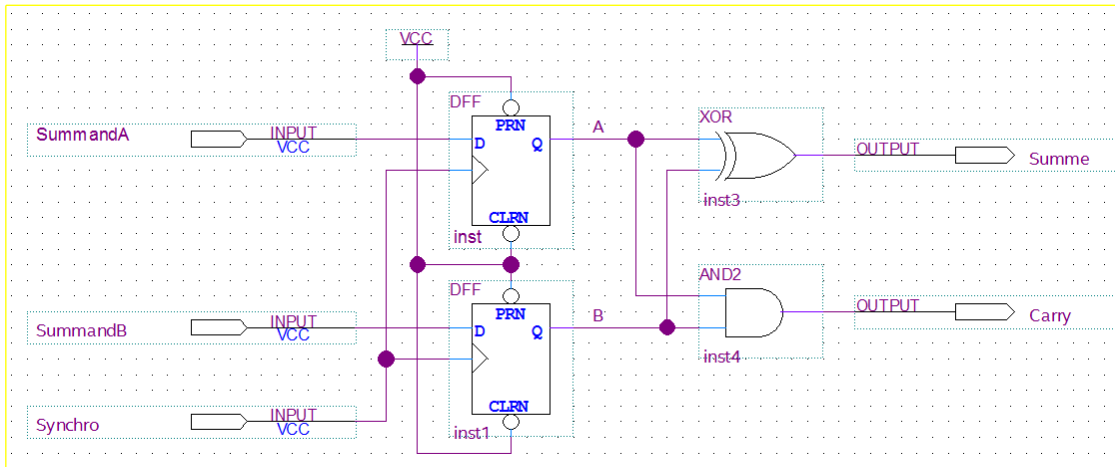 VCC
DFF
PRN
D
Q
CLRN
inst
SummandA
INPUT
VCC
A
XOR
inst3
OUTPUT
Summe
DFF
PRN
D
Q
CLRN
inst1
SummandB
INPUT
VCC
B
AND2
inst4
OUTPUT
Carry
Synchro
INPUT
VCC